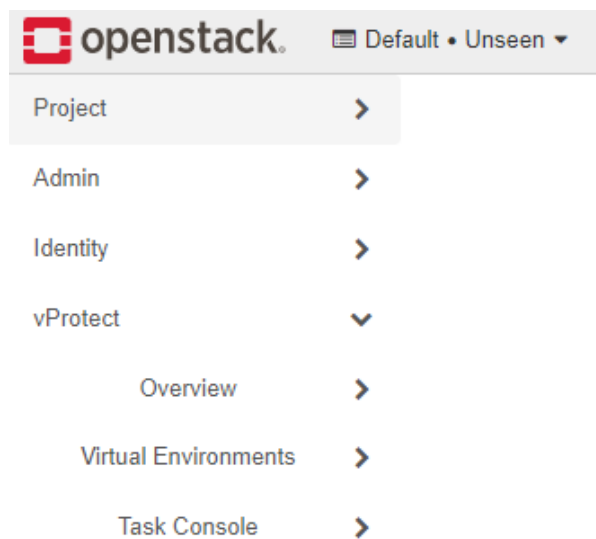 openstack. Default • Unseen
Project
Admin
Identity
vProtect
Overview
Virtual Environments
Task Console